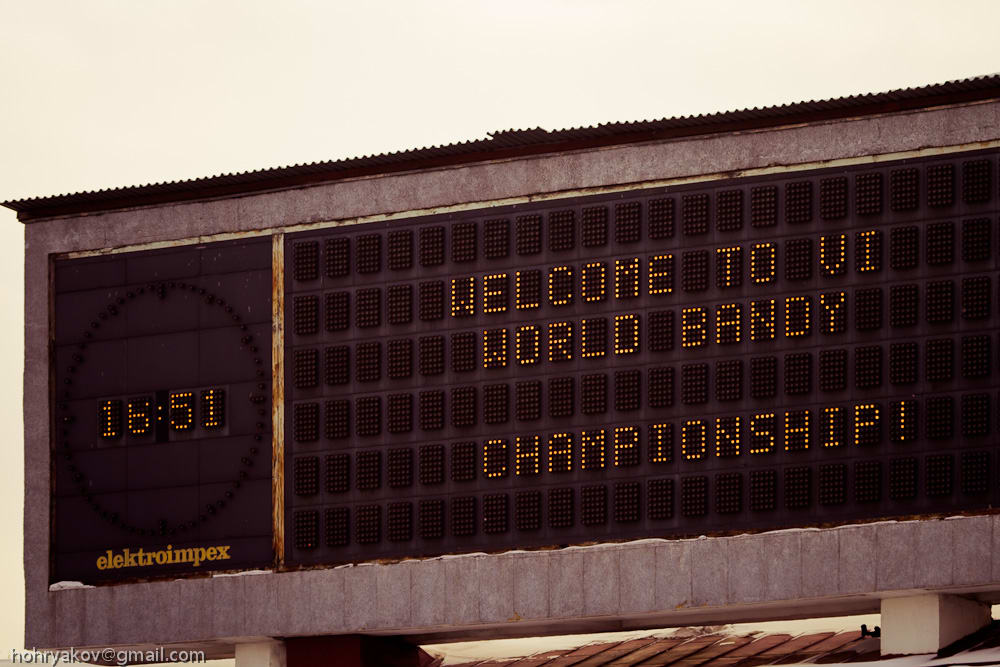 WELCOME TO VI
WORLD BANDY
CHAMPIONSHIP!
16:51
elektroimpex
hohryakov@gmail.com